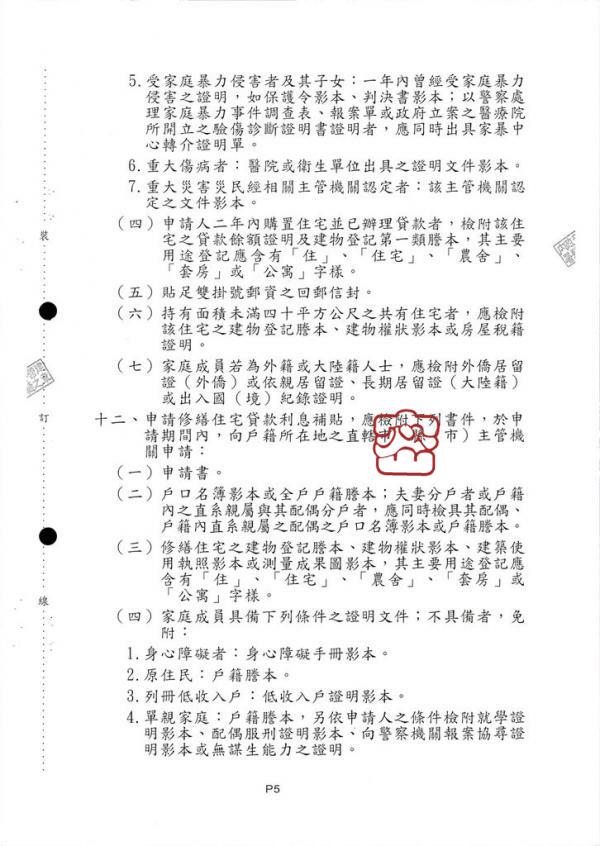 5.受家庭暴力侵害者及其子女：一年內曾經受家庭暴力
侵害之證明，如保護令影本、判決書影本；以警察處
理家庭暴力事件調查表、報案單或政府立案之醫療院
所開立之驗傷診斷證明書證明者，應同時出具家暴中
心轉介證明單。
6.重大傷病者：醫院或衛生單位出具之證明文件影本。
7.重大災害災民經相關主管機關認定者：該主管機關認
定之文件影本。
（四）申請人二年內購置住宅並已辦理貸款者，檢附該住
宅之貸款餘額證明及建物登記第一類謄本，其主要
用途登記應含有「住」、「住宅」、「農舍」、
「套房」或「公寓」字樣。
（五）貼足雙掛號郵資之回郵信封。
（六）持有面積未滿四十平方公尺之共有住宅者，應檢附
該住宅之建物登記謄本、建物權狀影本或房屋稅籍
證明。
（七）家庭成員若為外籍或大陸籍人士，應檢附外僑居留
證（外僑）或依親居留證、長期居留證（大陸籍）
或出入國（境）紀錄證明。
十二、申請修繕住宅貸款利息補貼，應檢附下列書件，於申
請期間內，向戶籍所在地之直轄市、縣（市）主管機
關申請：
（一）申請書。
（二）戶口名簿影本或全戶戶籍謄本；夫妻分戶者或戶籍
內之直系親屬與其配偶分戶者，應同時檢具其配偶、
戶籍內直系親屬之配偶之戶口名簿影本或戶籍謄本。
（三）修繕住宅之建物登記謄本、建物權狀影本、建築使
用執照影本或測量成果圖影本，其主要用途登記應
含有「住」、「住宅」、「農舍」、「套房」或
「公寓」字樣。
（四）家庭成員具備下列條件之證明文件；不具備者，免
附：
1.身心障礙者：身心障礙手冊影本。
2.原住民：戶籍謄本。
3.列冊低收入戶：低收入戶證明影本。
4.單親家庭：戶籍謄本，另依申請人之條件檢附就學證
明影本、配偶服刑證明影本、向警察機關報案協尋證
明影本或無謀生能力之證明。
裝
訂
線
P5